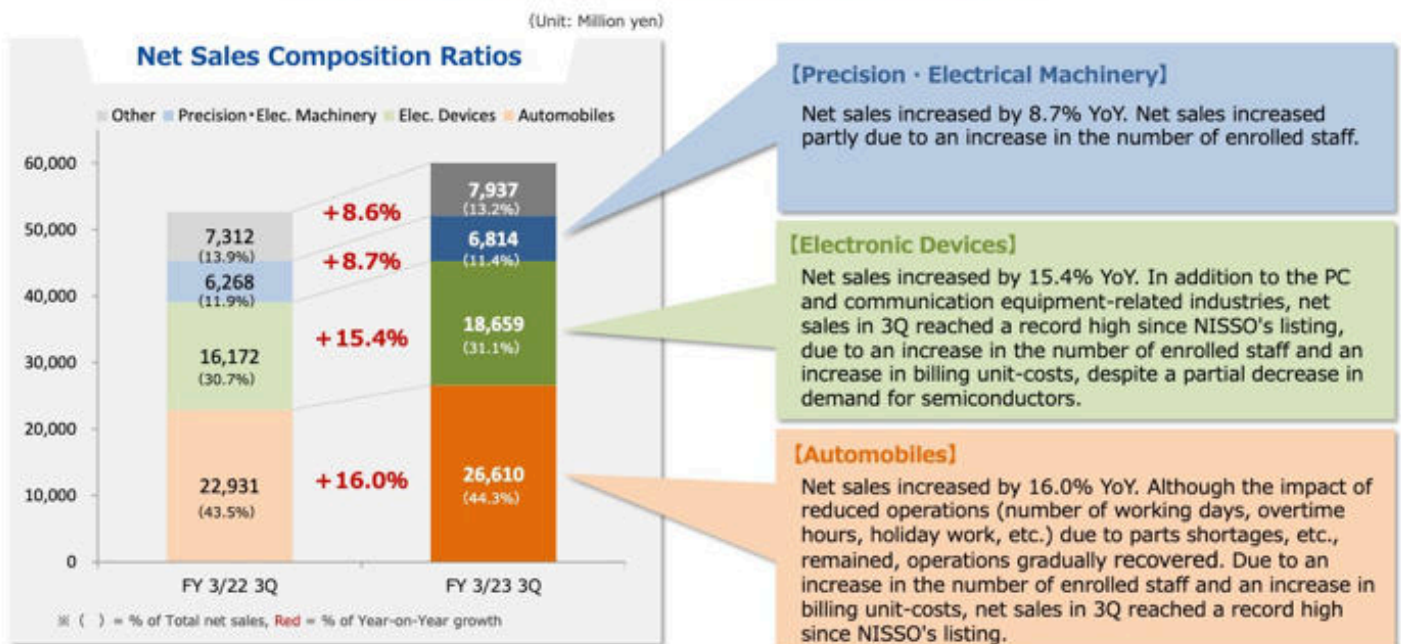 (Unit: Million yen)
Net Sales Composition Ratios
Other Precision・Elec. Machinery Elec. Devices Automobiles
60,000
50,000
40,000
30,000
20,000
10,000
0
7,312
(13.9%)
6,268
(11.9%)
16,172
(30.7%)
22,931
(43.5%)
+8.6%
+8.7%
+15.4%
+16.0%
7,937
(13.2%)
6,814
(11.4%)
18,659
(31.1%)
26,610
(44.3%)
FY 3/22 3Q
FY 3/23 3Q
※ ( ) = % of Total net sales, Red = % of Year-on-Year growth
【Precision・Electrical Machinery】
Net sales increased by 8.7% YoY. Net sales increased
partly due to an increase in the number of enrolled staff.
【Electronic Devices】
Net sales increased by 15.4% YoY. In addition to the PC
and communication equipment-related industries, net
sales in 3Q reached a record high since NISSO's listing,
due to an increase in the number of enrolled staff and an
increase in billing unit-costs, despite a partial decrease in
demand for semiconductors.
【Automobiles】
Net sales increased by 16.0% YoY. Although the impact of
reduced operations (number of working days, overtime
hours, holiday work, etc.) due to parts shortages, etc.,
remained, operations gradually recovered. Due to an
increase in the number of enrolled staff and an increase in
billing unit-costs, net sales in 3Q reached a record high
since NISSO's listing.